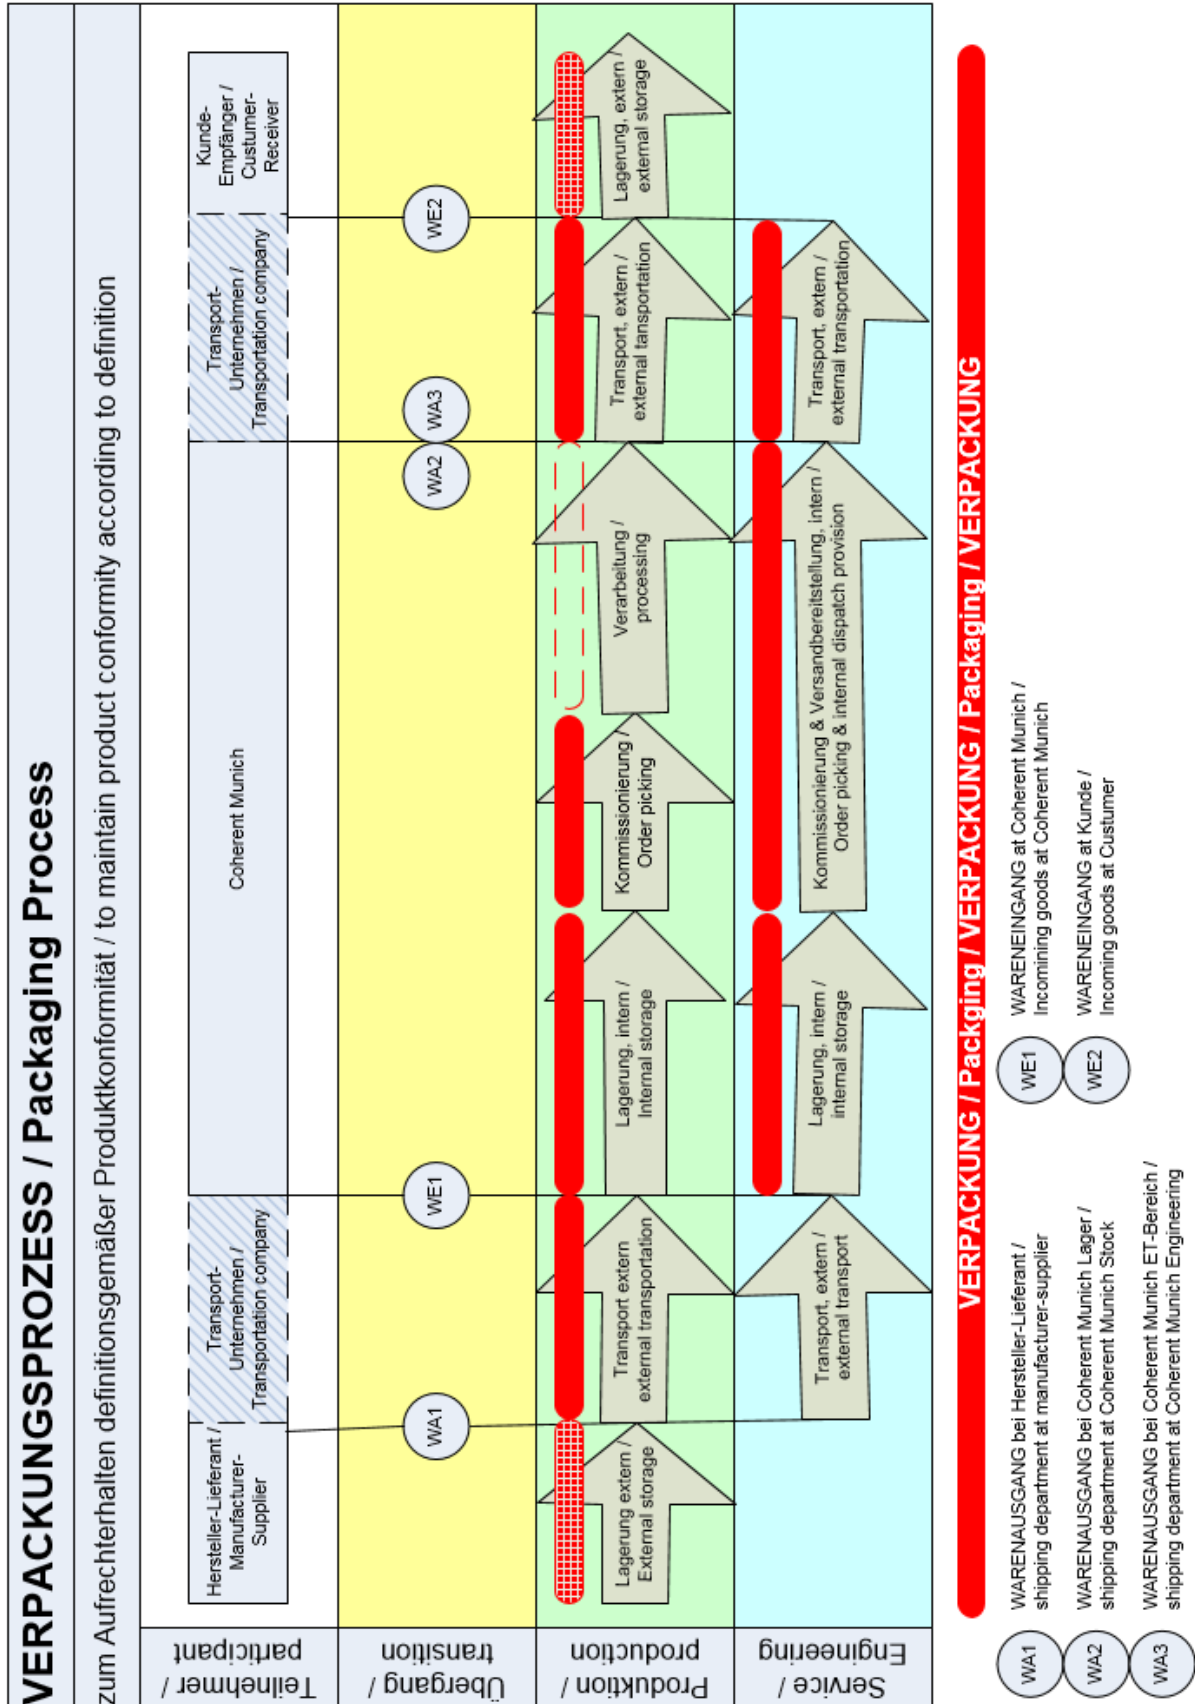 VERPACKUNGSPROZESS / Packaging Process
zum Aufrechterhalten definitionsgemäßer Produktkonformität / to maintain product conformity according to definition
Teilnehmer /
participant
Hersteller-Lieferant /
Manufacturer-
Supplier
Transport-
Unternehmen /
Transportation company
Coherent Munich
Transport-
Unternehmen /
Transportation company
Kunde-
Empfänger /
Custumer-
Receiver
Übergang /
transition
WA1
WE1
WA2
WA3
WE2
Produktion /
production
Lagerung extern /
External storage
Transport extern
external transportation
Lagerung, intern /
Internal storage
Kommissionierung /
Order picking
Verarbeitung /
processing
Transport, extern /
external tansportation
Lagerung, extern /
external storage
Service /
Engineering
Transport, extern /
external transport
Lagerung, intern /
internal storage
Kommissionierung & Versandbereitstellung, intern /
Order picking & internal dispatch provision
Transport, extern /
external transportation
VERPACKUNG / Packging / VERPACKUNG / Packaging / VERPACKUNG
WA1
WARENAUSGANG bei Hersteller-Lieferant /
shipping department at manufacturer-supplier
WA2
WARENAUSGANG bei Coherent Munich Lager /
shipping department at Coherent Munich Stock
WA3
WARENAUSGANG bei Coherent Munich ET-Bereich /
shipping department at Coherent Munich Engineering
WE1
WARENEINGANG at Coherent Munich /
Incomining goods at Coherent Munich
WE2
WARENEINGANG at Kunde /
Incoming goods at Custumer